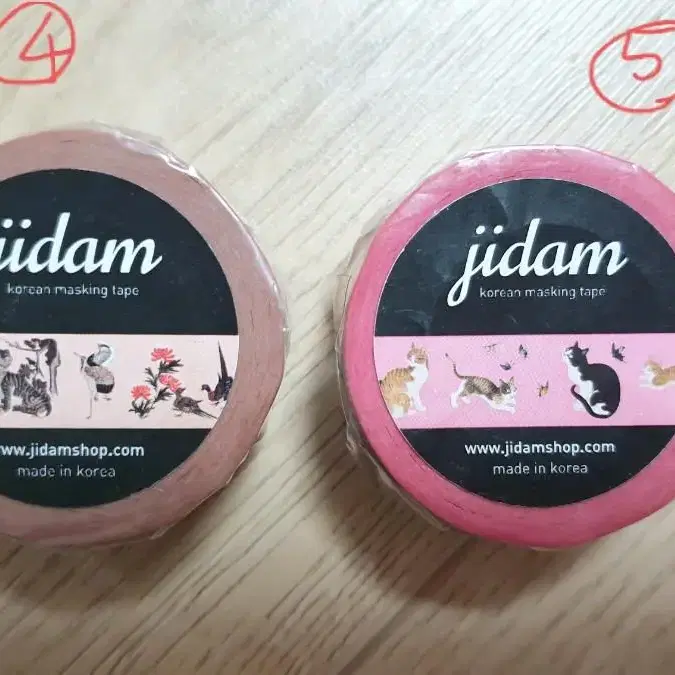 4
5
jidam
korean masking tape
www.jidamshop.com
made in korea
jidam
korean masking tape
www.jidamshop.com
made in korea